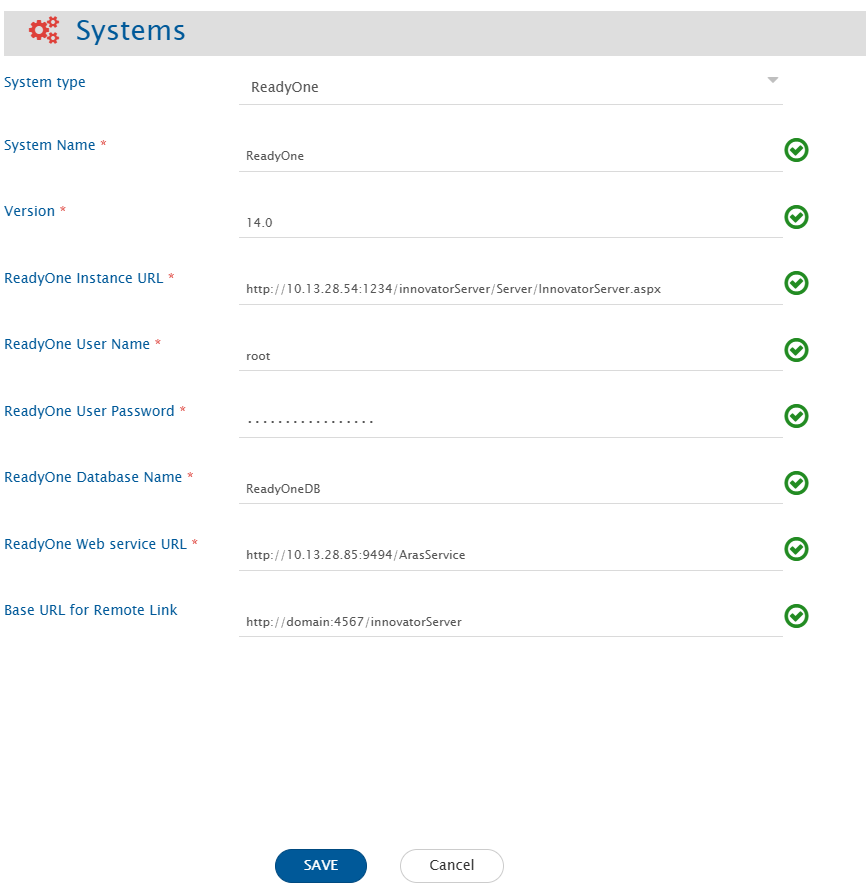 Systems
System type
ReadyOne
System Name *
ReadyOne
Version *
14.0
ReadyOne Instance URL *
http://10.13.28.54:1234/innovatorServer/Server/InnovatorServer.aspx
ReadyOne User Name *
root
ReadyOne User Password *
.................
ReadyOne Database Name *
ReadyOneDB
ReadyOne Web service URL *
http://10.13.28.85:9494/ArasService
Base URL for Remote Link
http://domain:4567/innovatorServer
SAVE
Cancel